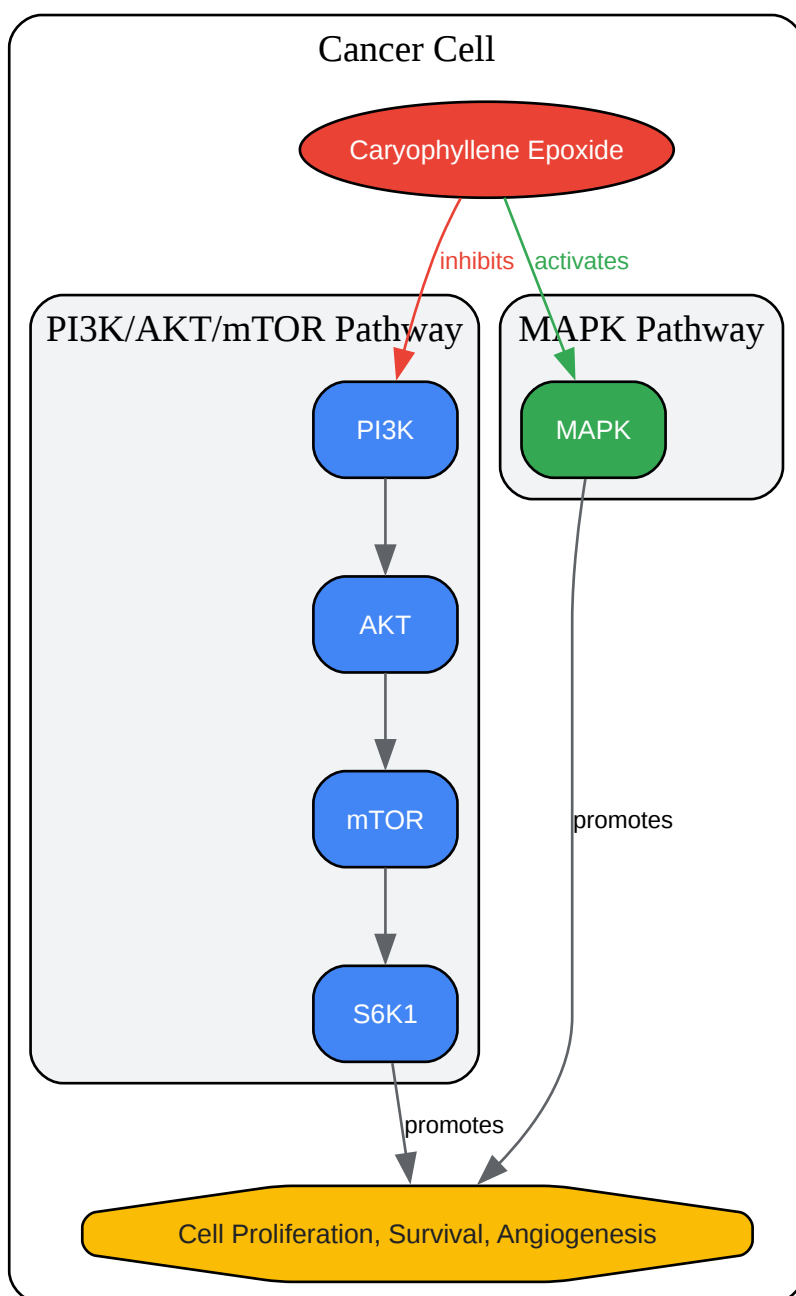 Cancer Cell
Caryophyllene Epoxide
inhibits
activates
PI3K/AKT/mTOR Pathway
MAPK Pathway
PI3K
MAPK
AKT
mTOR
promotes
S6K1
promotes
Cell Proliferation, Survival, Angiogenesis